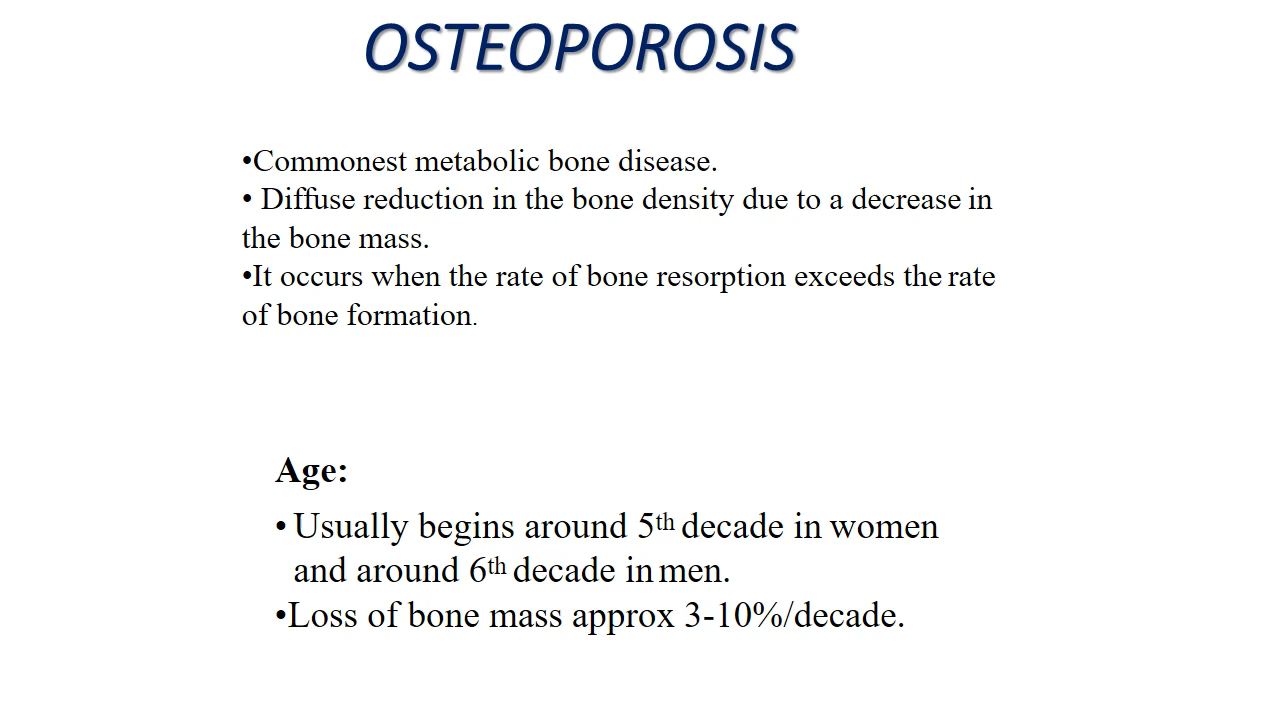 OSTEOPOROSIS
•Commonest metabolic bone disease.
• Diffuse reduction in the bone density due to a decrease in
the bone mass.
•It occurs when the rate of bone resorption exceeds the rate
of bone formation.
Age:
• Usually begins around 5th decade in women
and around 6th decade in men.
•Loss of bone mass approx 3-10%/decade.